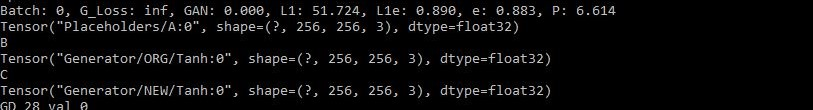 Batch: 0, G_Loss: inf, GAN: 0.000, L1: 51.724, L1e: 0.890, e: 0.883, P: 6.614
Tensor("Placeholders/A:0", shape=(?, 256, 256, 3), dtype=float32)
B
Tensor("Generator/ORG/Tanh:0", shape=(?, 256, 256, 3), dtype=float32)
C
Tensor("Generator/NEW/Tanh:0", shape=(?, 256, 256, 3), dtype=float32)
GD 28 val 0